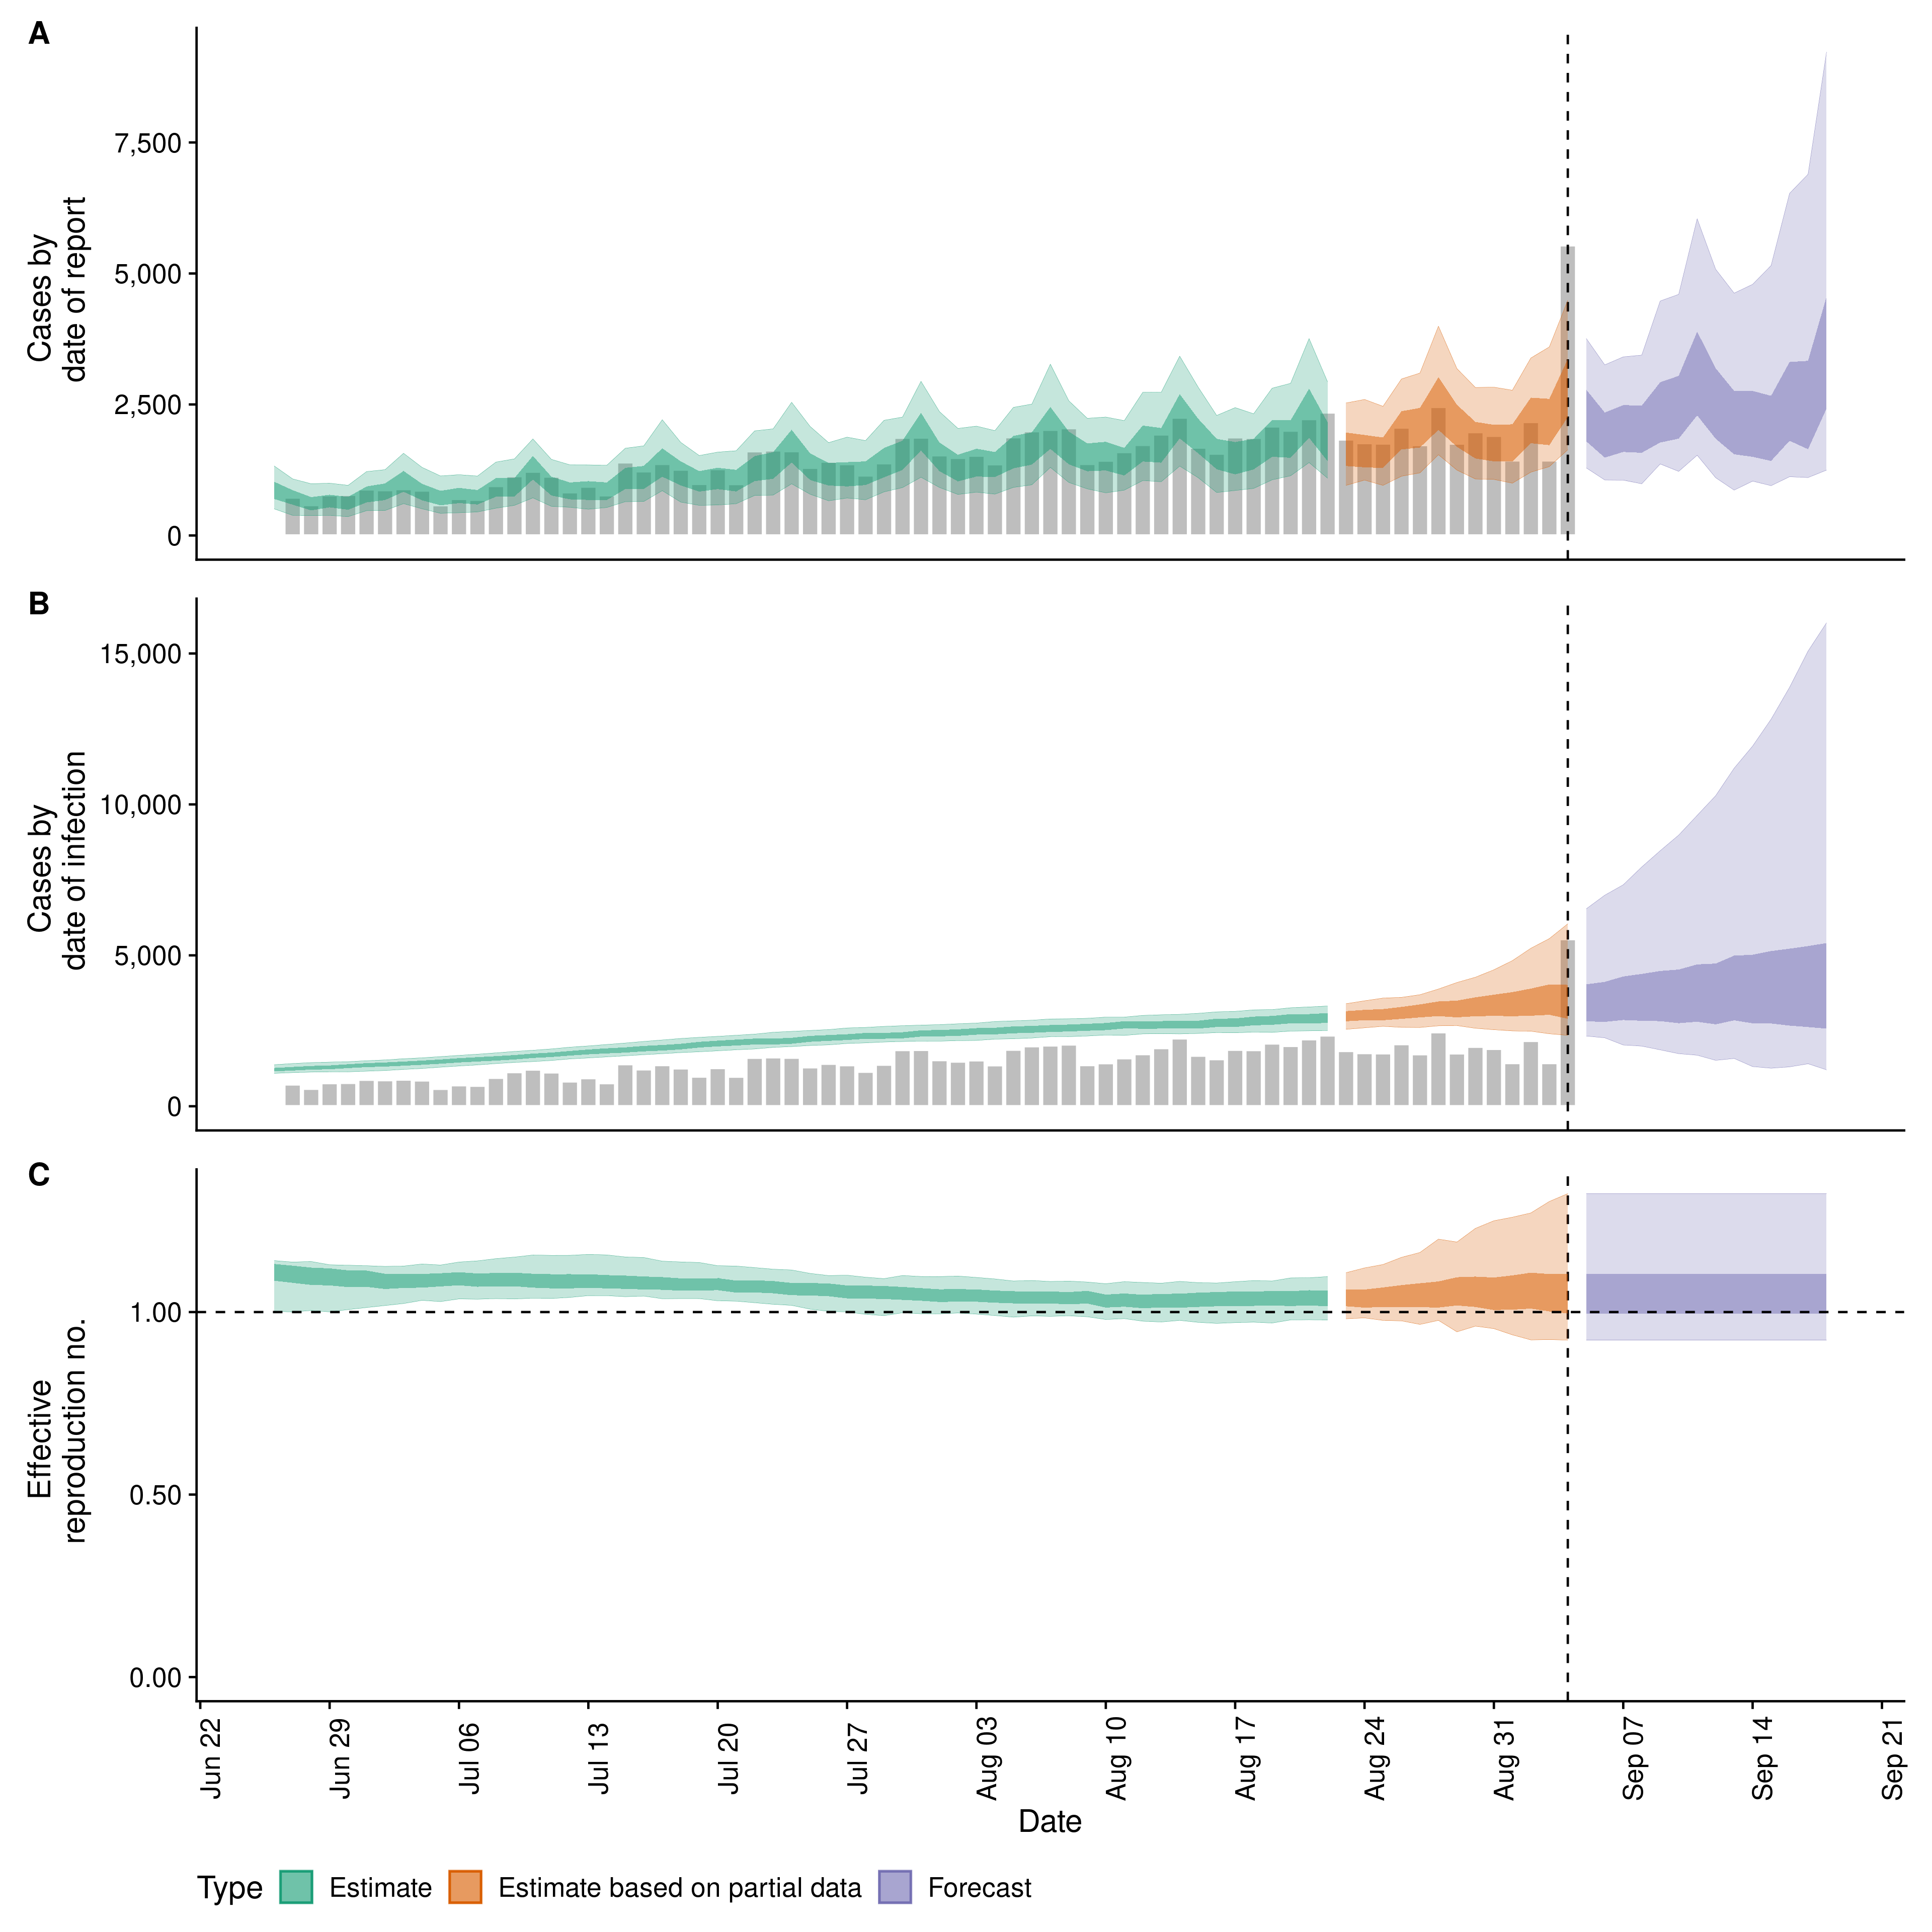 A
Cases by
date of report
7,500
5,000
2,500
0
B
Cases by
date of infection
15,000
10,000
5,000
0
C
Effective
reproduction no.
1.00
0.50
0.00
Jun 22
Jun 29
Jul 06
Jul 13
Jul 20
Jul 27
Aug 03
Aug 10
Aug 17
Aug 24
Aug 31
Sep 07
Sep 14
Sep 21
Date
Type Estimate Estimate based on partial data Forecast